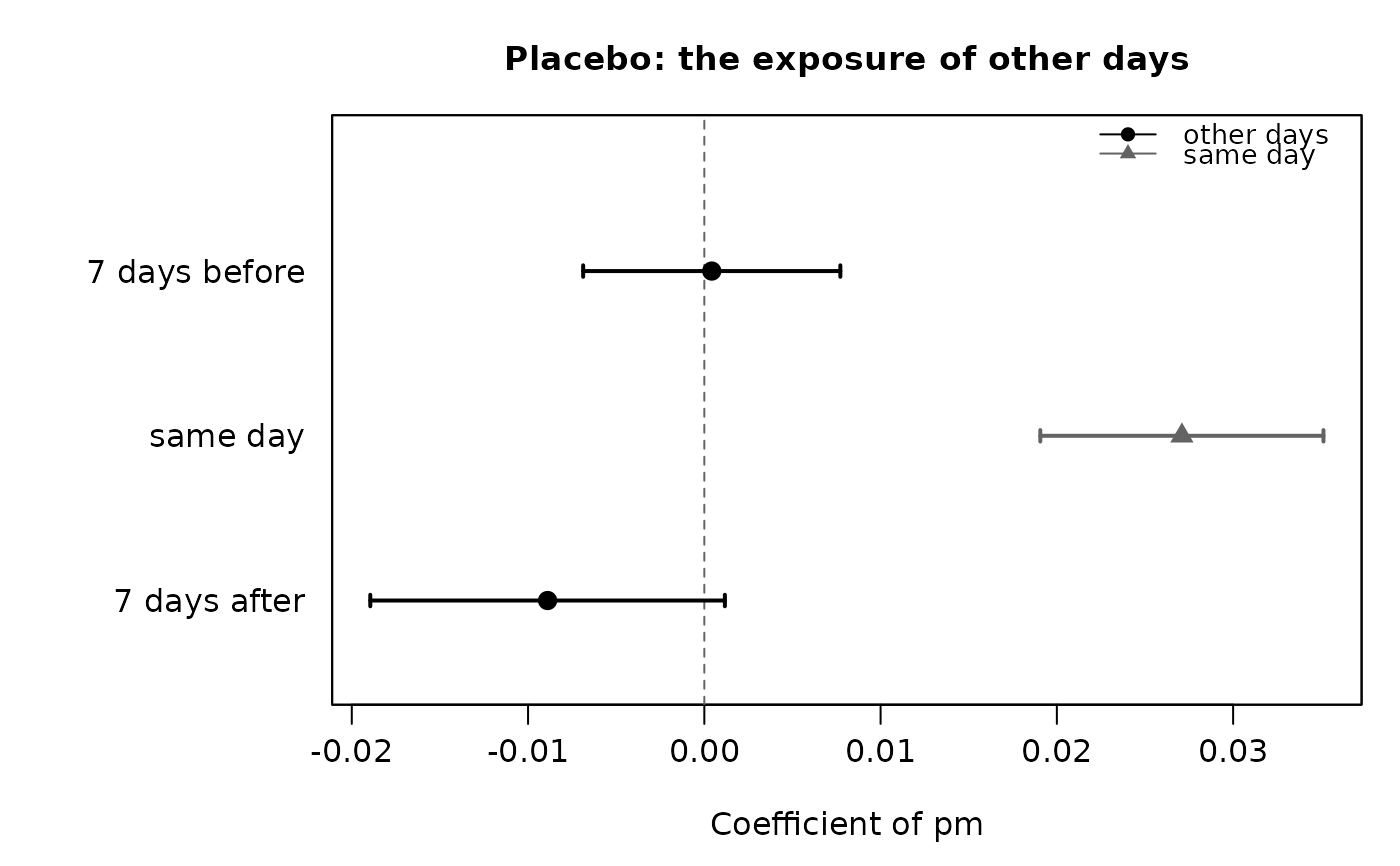 Placebo: the exposure of other days
other days
same day
7 days before
same day
7 days after
-0.02 -0.01 0.00 0.01 0.02 0.03
Coefficient of pm